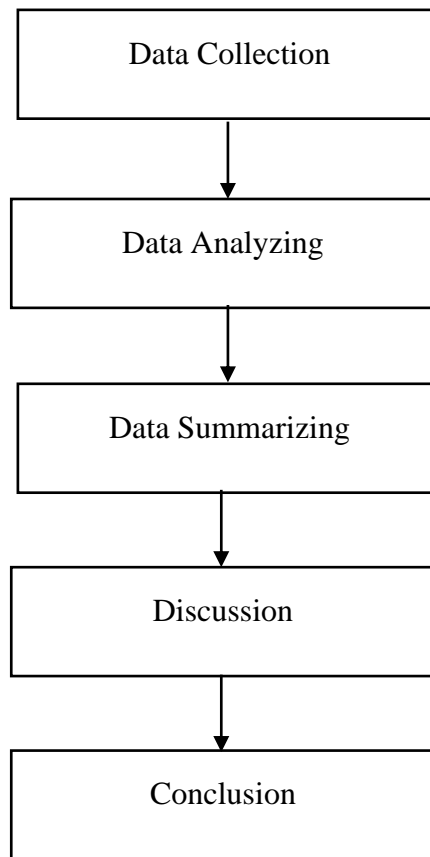 Data Collection
Data Analyzing
Data Summarizing
Discussion
Conclusion